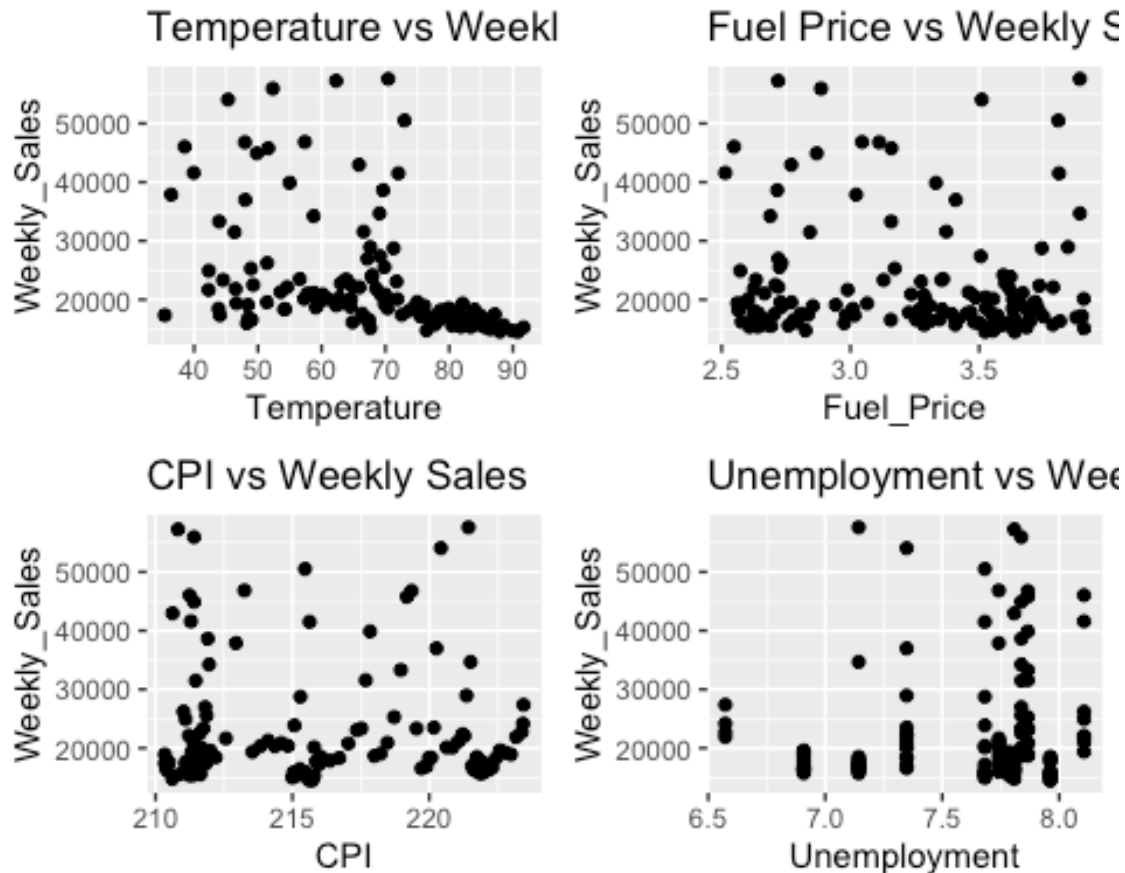 Temperature vs Weekl
Weekly_Sales
50000
40000
30000
20000
40 50 60 70 80 90
Temperature
Fuel Price vs Weekly S
Weekly_Sales
50000
40000
30000
20000
2.5 3.0 3.5
Fuel_Price
CPI vs Weekly Sales
Weekly_Sales
50000
40000
30000
20000
210 215 220
CPI
Unemployment vs Wee
Weekly_Sales
50000
40000
30000
20000
6.5 7.0 7.5 8.0
Unemployment